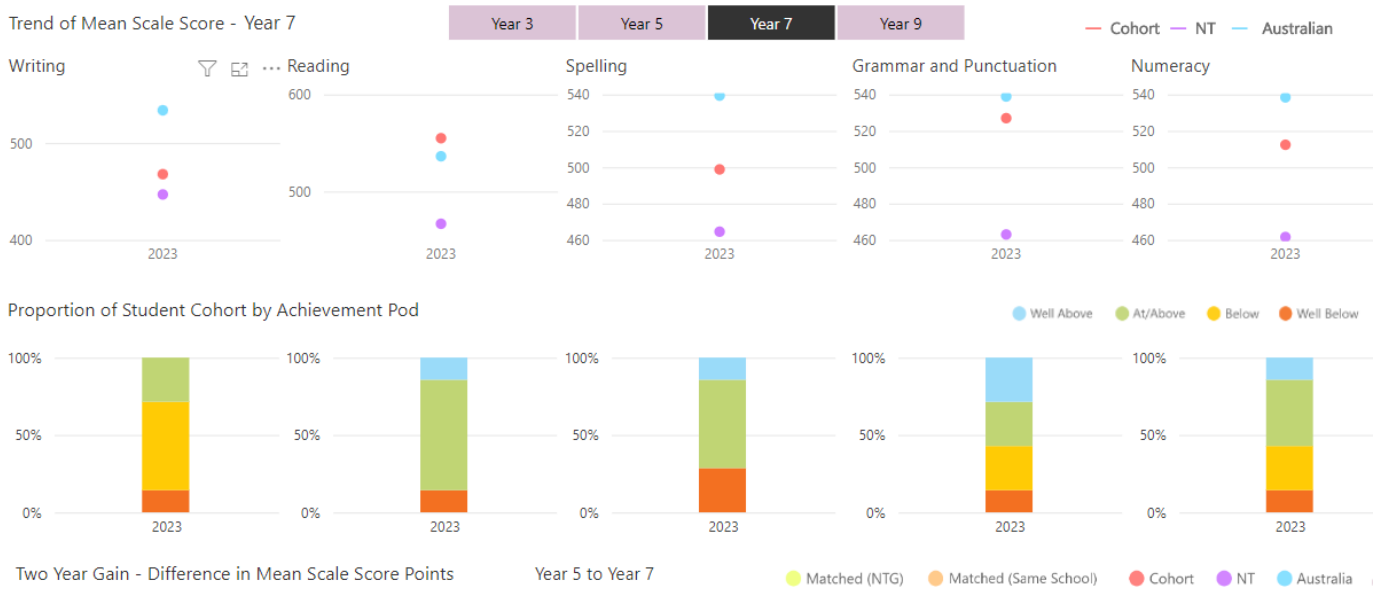 Trend of Mean Scale Score - Year 7
Year 3 Year 5 Year 7 Year 9
Cohort NT Australian
Writing Reading Spelling Grammar and Punctuation Numeracy
600 540 540 540
520 520 520
500 500 500 500
500
480 480 480
400 460 460 460
2023 2023 2023 2023 2023
Proportion of Student Cohort by Achievement Pod
Well Above At/Above Below Well Below
100% 100% 100% 100% 100%
50% 50% 50% 50% 50%
0% 0% 0% 0% 0%
2023 2023 2023 2023 2023
Two Year Gain - Difference in Mean Scale Score Points Year 5 to Year 7
Matched (NTG) Matched (Same School) Cohort NT Australia